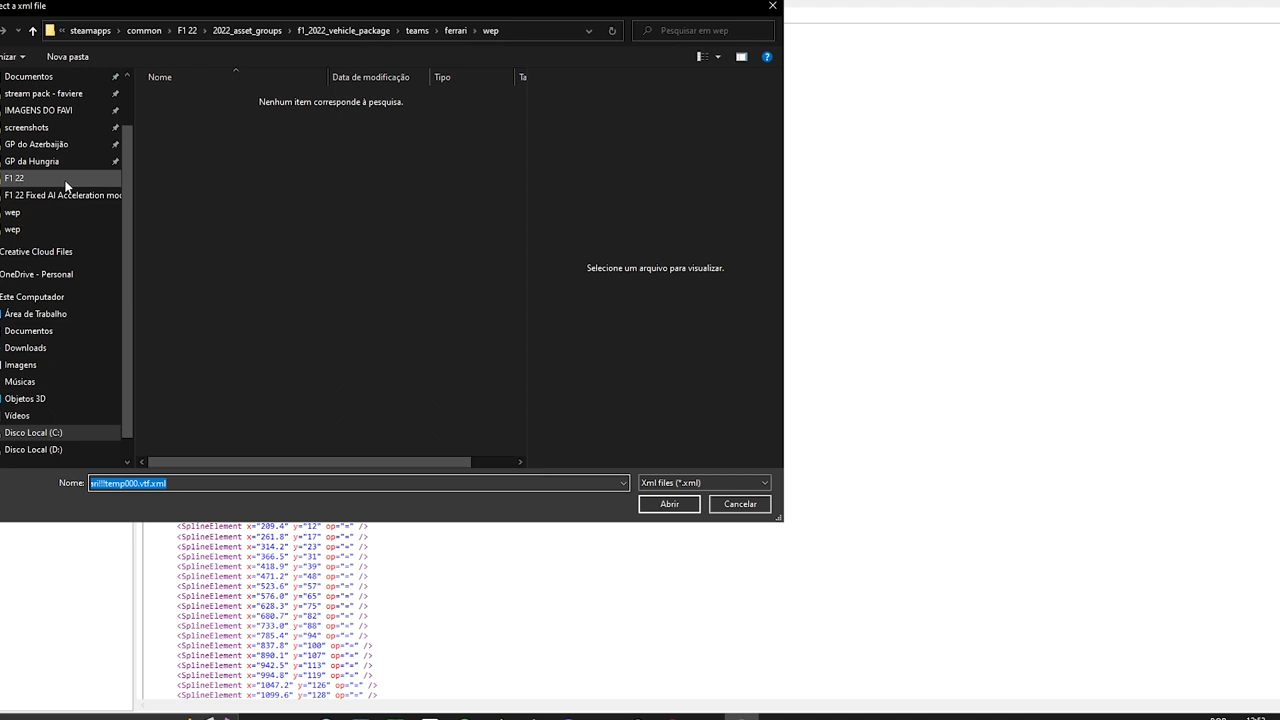 ect a xml file
steamapps common F1 22 2022_asset_groups f1_2022_vehicle_package teams ferrari wep Pesquisar em wep
nizar Nova pasta
Documentos
stream pack - faviere
IMAGENS DO FAVI
screenshots
GP do Azerbaijão
GP da Hungria
F1 22
F1 22 Fixed AI Acceleration mod
wep
wep
Creative Cloud Files
OneDrive - Personal
Este Computador
Área de Trabalho
Documentos
Downloads
Imagens
Músicas
Objetos 3D
Vídeos
Disco Local (C:)
Disco Local (D:)
Nome Data de modificação Tipo Ta
Nenhum item corresponde à pesquisa.
Selecione um arquivo para visualizar.
Nome: ari!!!temp000.vtf.xml Xml files (*.xml)
Abrir Cancelar
<SplineElement x="209.4" y="12" op="=" />
<SplineElement x="261.8" y="17" op="=" />
<SplineElement x="314.2" y="23" op="=" />
<SplineElement x="366.5" y="31" op="=" />
<SplineElement x="418.9" y="39" op="=" />
<SplineElement x="471.2" y="48" op="=" />
<SplineElement x="523.6" y="57" op="=" />
<SplineElement x="576.0" y="65" op="=" />
<SplineElement x="628.3" y="75" op="=" />
<SplineElement x="680.7" y="82" op="=" />
<SplineElement x="733.0" y="88" op="=" />
<SplineElement x="785.4" y="94" op="=" />
<SplineElement x="837.8" y="100" op="=" />
<SplineElement x="890.1" y="107" op="=" />
<SplineElement x="942.5" y="113" op="=" />
<SplineElement x="994.8" y="119" op="=" />
<SplineElement x="1047.2" y="126" op="=" />
<SplineElement x="1099.6" y="128" op="=" />